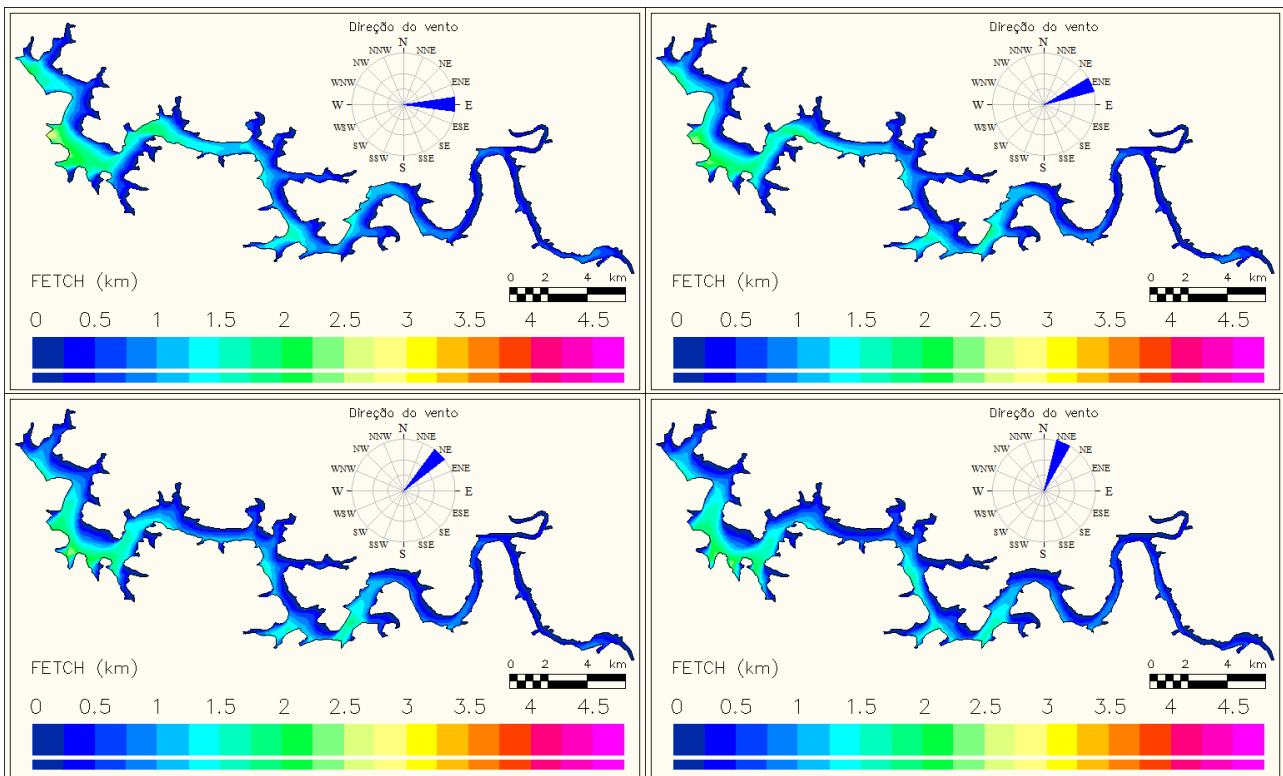 Direção do vento
N
NNW NNE
NW NE
WNW ENE
W E
WSW ESE
SW SE
SSW SSE
S
0 2 4 km
FETCH (km)
0 0.5 1 1.5 2 2.5 3 3.5 4 4.5
Direção do vento
N
NNW NNE
NW NE
WNW ENE
W E
WSW ESE
SW SE
SSW SSE
S
0 2 4 km
FETCH (km)
0 0.5 1 1.5 2 2.5 3 3.5 4 4.5
Direção do vento
N
NNW NNE
NW NE
WNW ENE
W E
WSW ESE
SW SE
SSW SSE
S
0 2 4 km
FETCH (km)
0 0.5 1 1.5 2 2.5 3 3.5 4 4.5
Direção do vento
N
NNW NNE
NW NE
WNW ENE
W E
WSW ESE
SW SE
SSW SSE
S
0 2 4 km
FETCH (km)
0 0.5 1 1.5 2 2.5 3 3.5 4 4.5